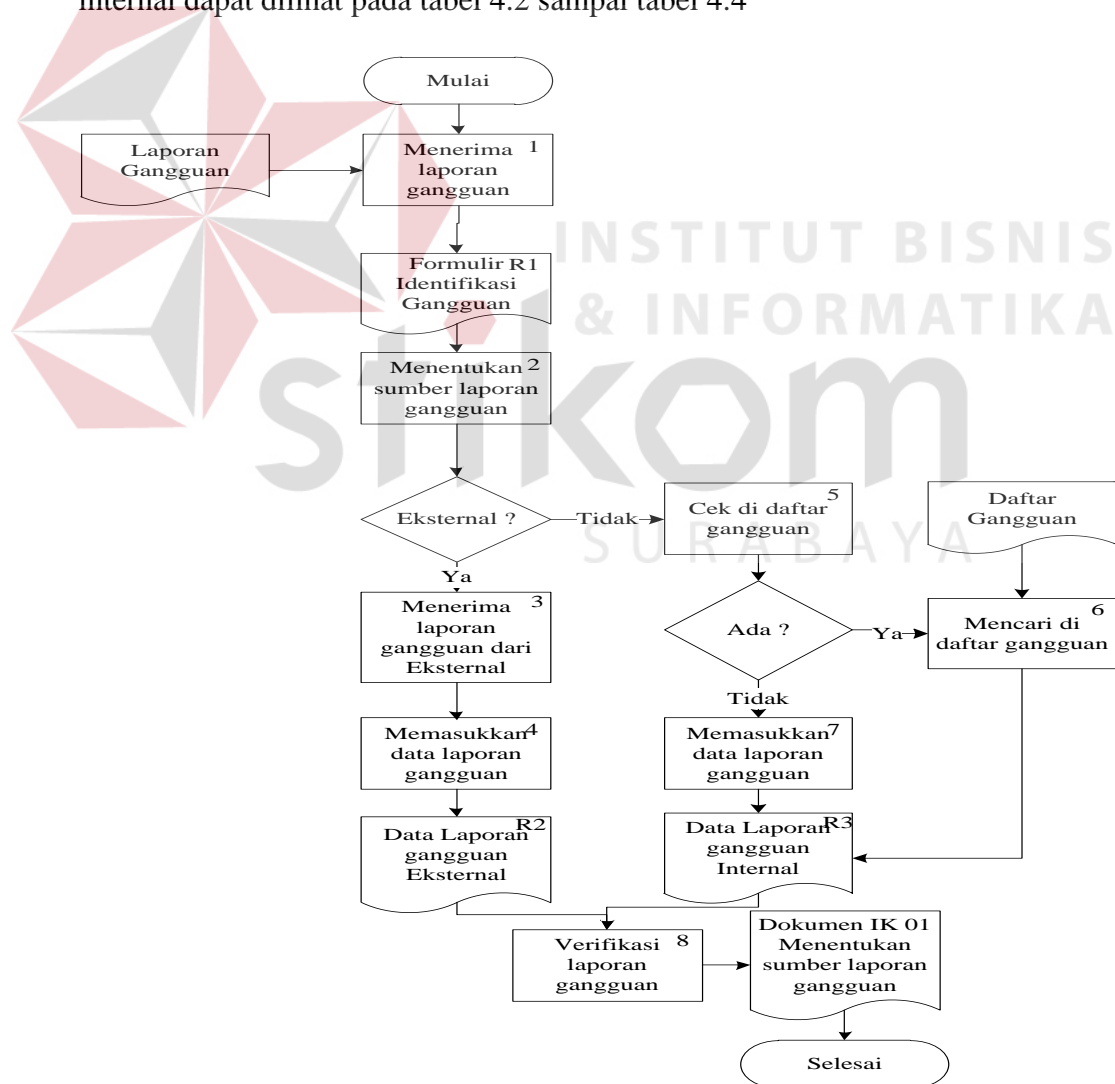 internal dapat dilihat pada tabel 4.2 sampai tabel 4.4
Mulai
Laporan
Gangguan
Menerima 1
laporan
gangguan
INSTITUT BISNIS
& INFORMATIKA
stikom
SURABAYA
Formulir R1
Identifikasi
Gangguan
Menentukan 2
sumber laporan
gangguan
Eksternal ?
Tidak
Cek di daftar 5
gangguan
Daftar
Gangguan
Ya
Menerima 3
laporan
gangguan dari
Eksternal
Ada ?
Ya
Mencari di 6
daftar gangguan
Tidak
Memasukkan 4
data laporan
gangguan
Memasukkan 7
data laporan
gangguan
Data Laporan R2
gangguan
Eksternal
Data Laporan R3
gangguan
Internal
Verifikasi 8
laporan
gangguan
Dokumen IK 01
Menentukan
sumber laporan
gangguan
Selesai